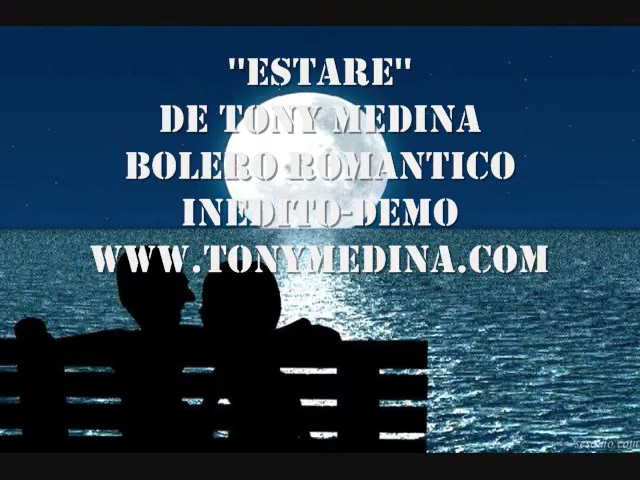 "ESTARE"
DE TONY MEDINA
BOLERO ROMANTICO
INEDITO-DEMO
WWW.TONYMEDINA.COM